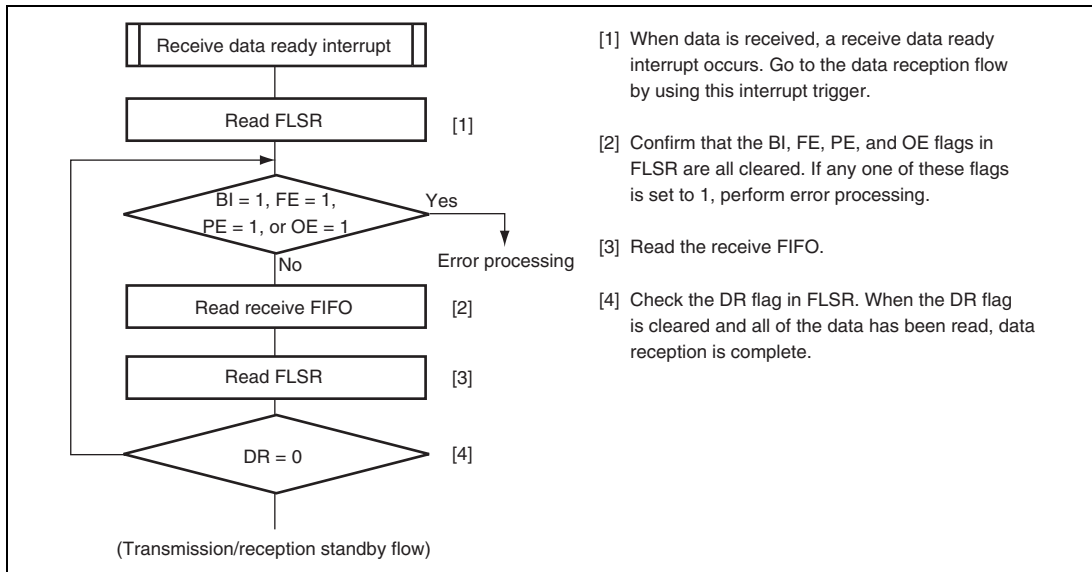 Receive data ready interrupt
Read FLSR
[1]
BI = 1, FE = 1,
PE = 1, or OE = 1
Yes
Error processing
No
Read receive FIFO
[2]
Read FLSR
[3]
DR = 0
[4]
(Transmission/reception standby flow)
[1] When data is received, a receive data ready
interrupt occurs. Go to the data reception flow
by using this interrupt trigger.
[2] Confirm that the BI, FE, PE, and OE flags in
FLSR are all cleared. If any one of these flags
is set to 1, perform error processing.
[3] Read the receive FIFO.
[4] Check the DR flag in FLSR. When the DR flag
is cleared and all of the data has been read, data
reception is complete.